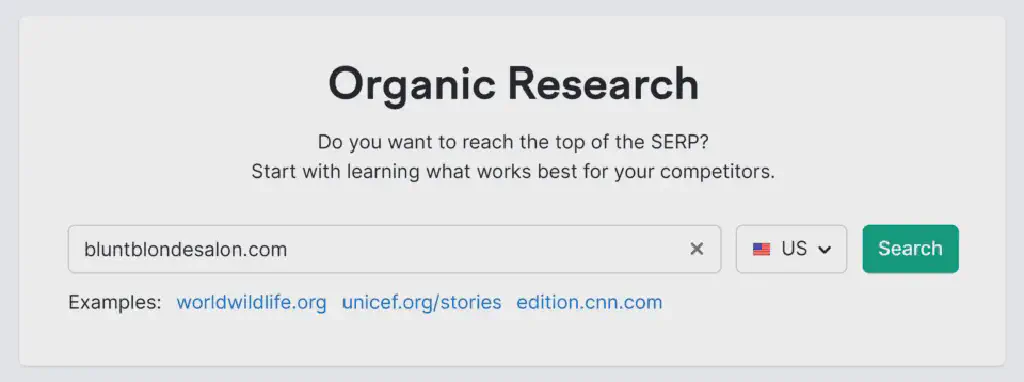 Organic Research
Do you want to reach the top of the SERP?
Start with learning what works best for your competitors.
bluntblondesalon.com US Search
Examples: worldwildlife.org unicef.org/stories edition.cnn.com